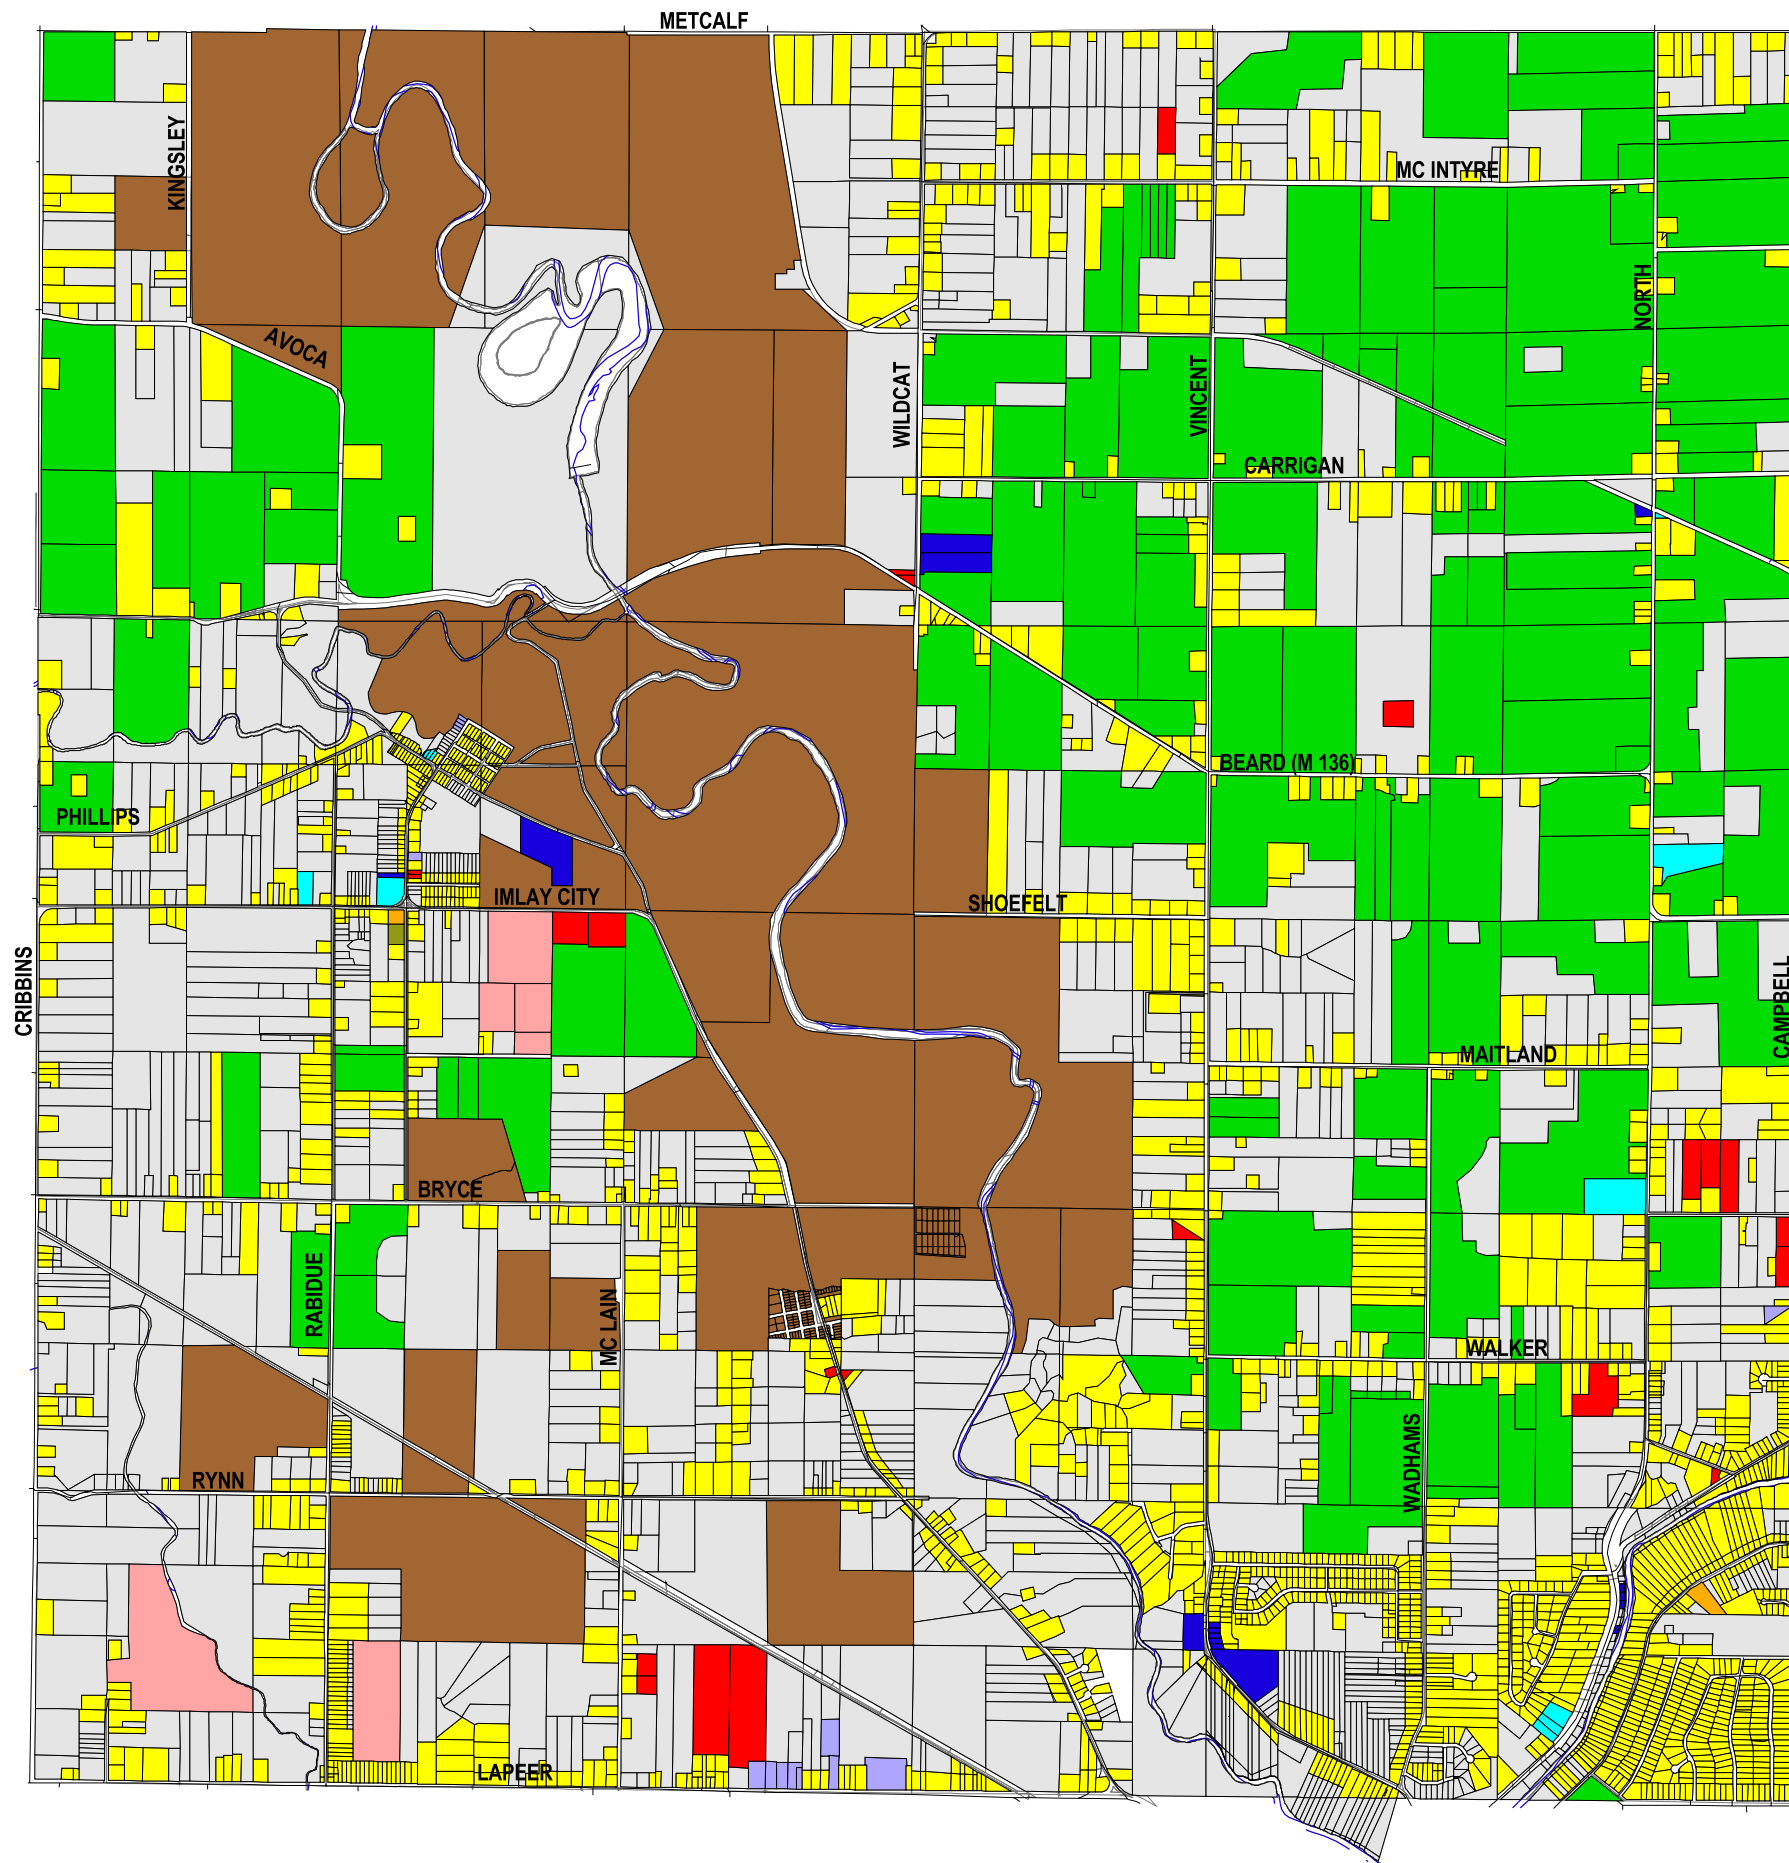 METCALF
KINGSLEY
MC INTYRE
NORTH
AVOCA
WILDCAT
VINCENT
CARRIGAN
BEARD (M 136)
PHILLIPS
IMLAY CITY
SHOEFELT
CRIBBINS
CAMPBELL
MAITLAND
BRYCE
RABIDUE
MC LAIN
WALKER
WADHAMS
RYNN
LAPEER